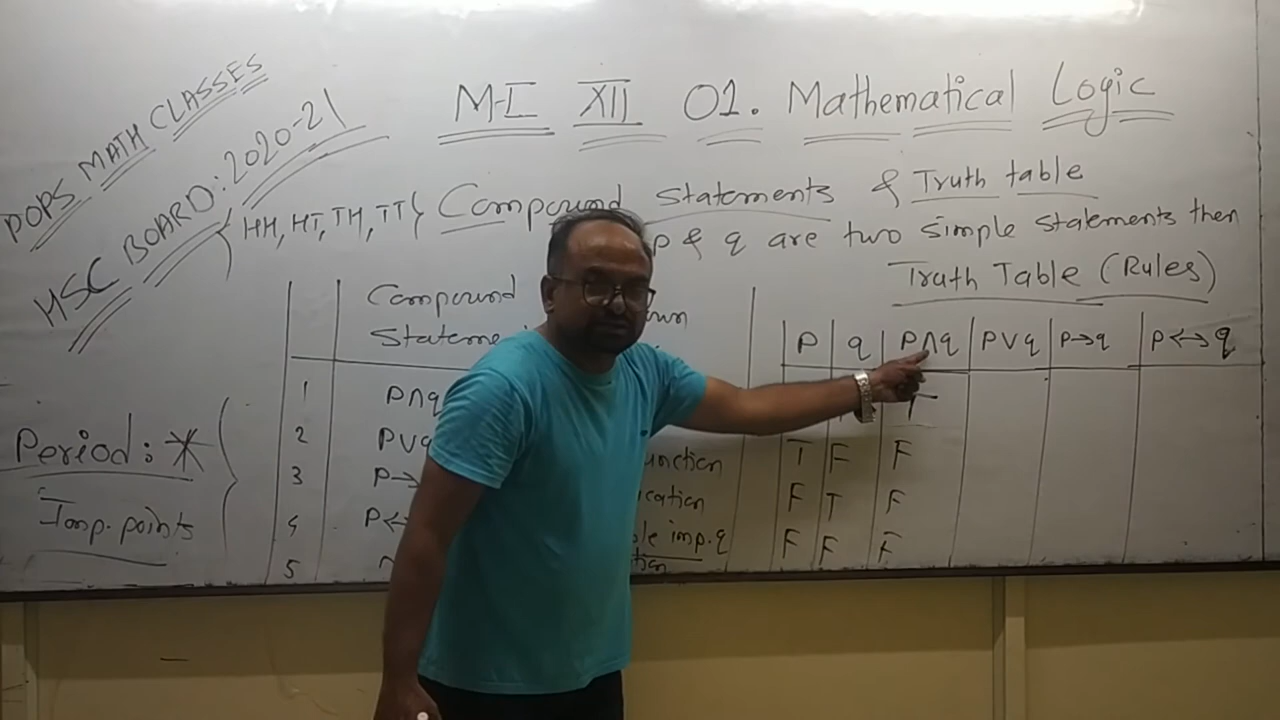 POPS MATH CLASSES
HSC BOARD: 2020-21
M-I XII 01. Mathematical Logic
HH, HT, TH, TT} Compound statements & Truth table
p & q are two simple statements then
Truth Table (Rules)
Compound
Stateme
1 p∧q
2 p∨q
3 p→
4 p↔
5 ~
unction
ication
ble imp.q
tion
p q p∧q p∨q p→q p↔q
T
T F F
F T F
F F F
Period: *
Imp. points